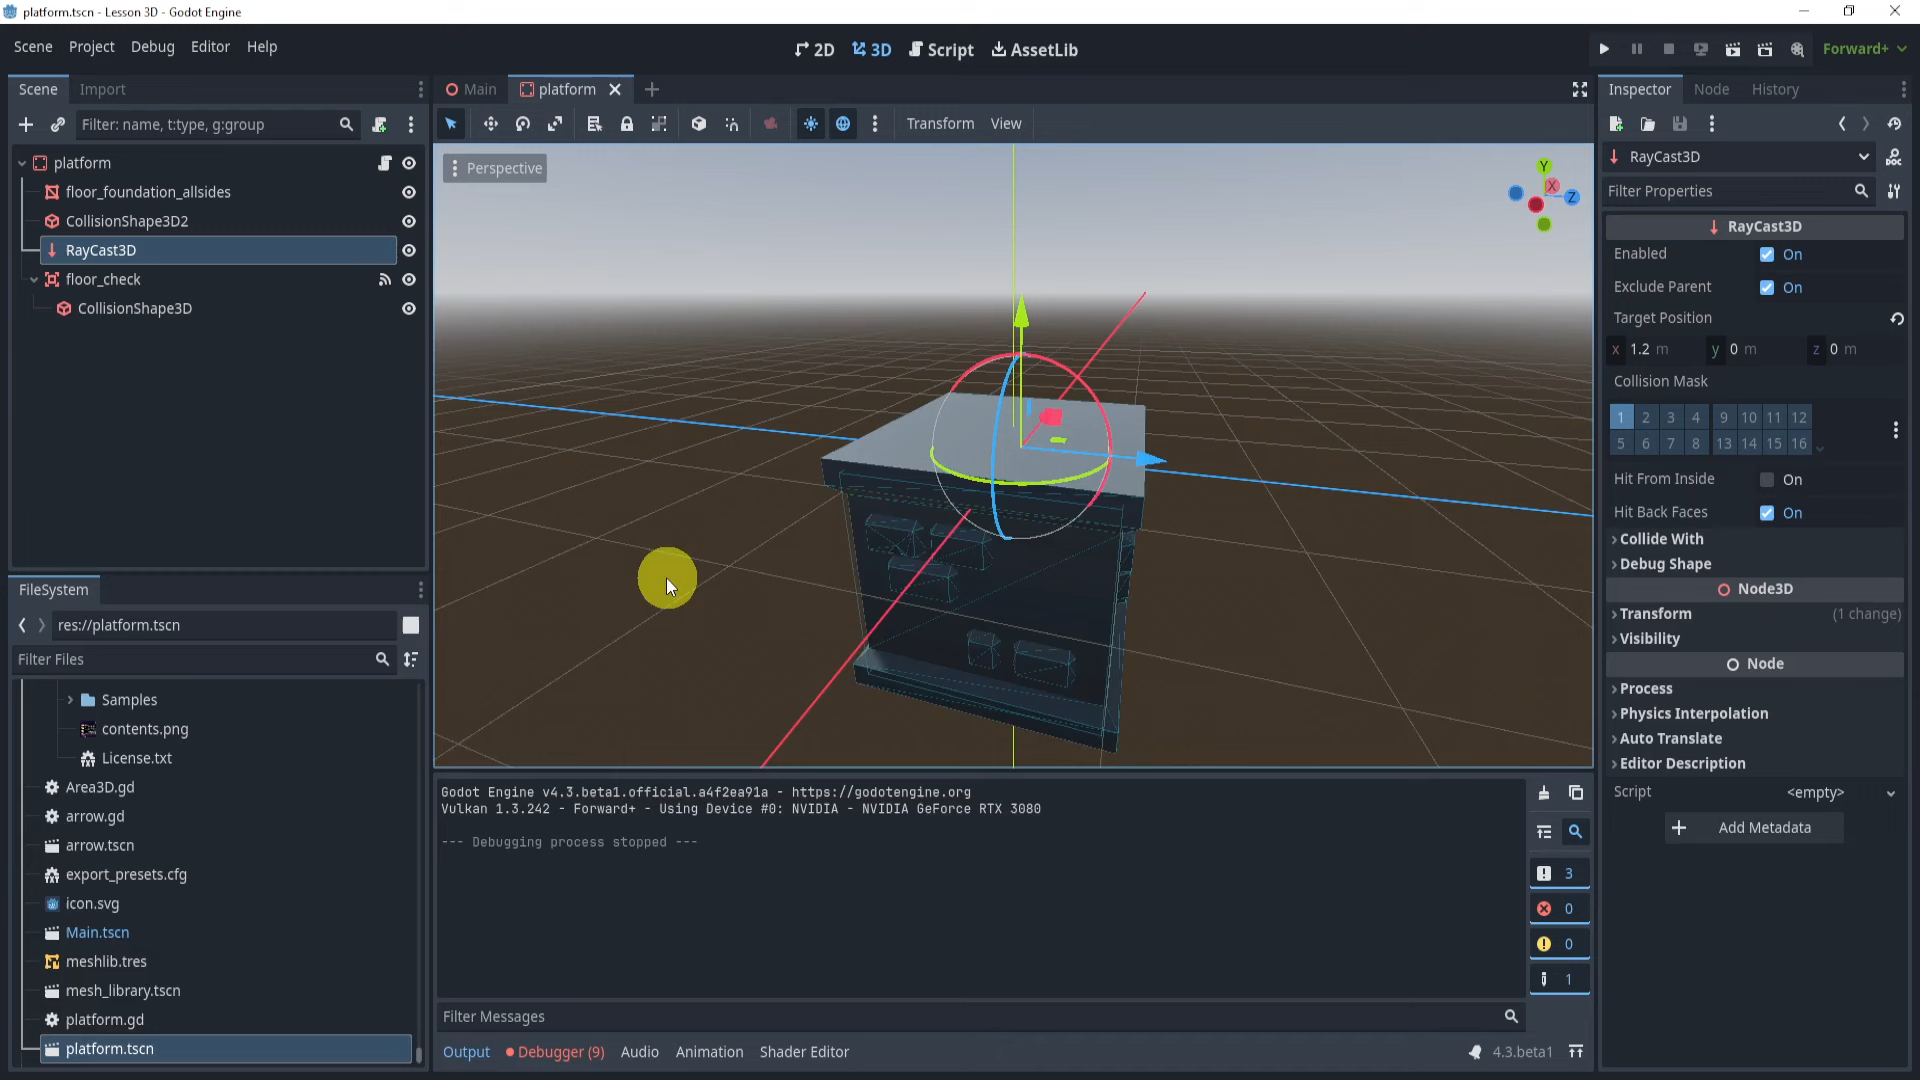 platform.tscn - Lesson 3D - Godot Engine
Scene Project Debug Editor Help
2D 3D Script AssetLib
Forward+
Scene Import
Filter: name, t:type, g:group
platform
floor_foundation_allsides
CollisionShape3D2
RayCast3D
floor_check
CollisionShape3D
FileSystem
res://platform.tscn
Filter Files
Samples
contents.png
License.txt
Area3D.gd
arrow.gd
arrow.tscn
export_presets.cfg
icon.svg
Main.tscn
meshlib.tres
mesh_library.tscn
platform.gd
platform.tscn
Main platform
Transform View
Perspective
Y
X
Z
Godot Engine v4.3.beta1.official.a4f2ea91a - https://godotengine.org
Vulkan 1.3.242 - Forward+ - Using Device #0: NVIDIA - NVIDIA GeForce RTX 3080
--- Debugging process stopped ---
3
0
0
1
Filter Messages
Output Debugger (9) Audio Animation Shader Editor
4.3.beta1
Inspector Node History
RayCast3D
Filter Properties
RayCast3D
Enabled On
Exclude Parent On
Target Position
x 1.2 m y 0 m z 0 m
Collision Mask
1 2 3 4 9 10 11 12
5 6 7 8 13 14 15 16
Hit From Inside On
Hit Back Faces On
Collide With
Debug Shape
Node3D
Transform (1 change)
Visibility
Node
Process
Physics Interpolation
Auto Translate
Editor Description
Script <empty>
Add Metadata